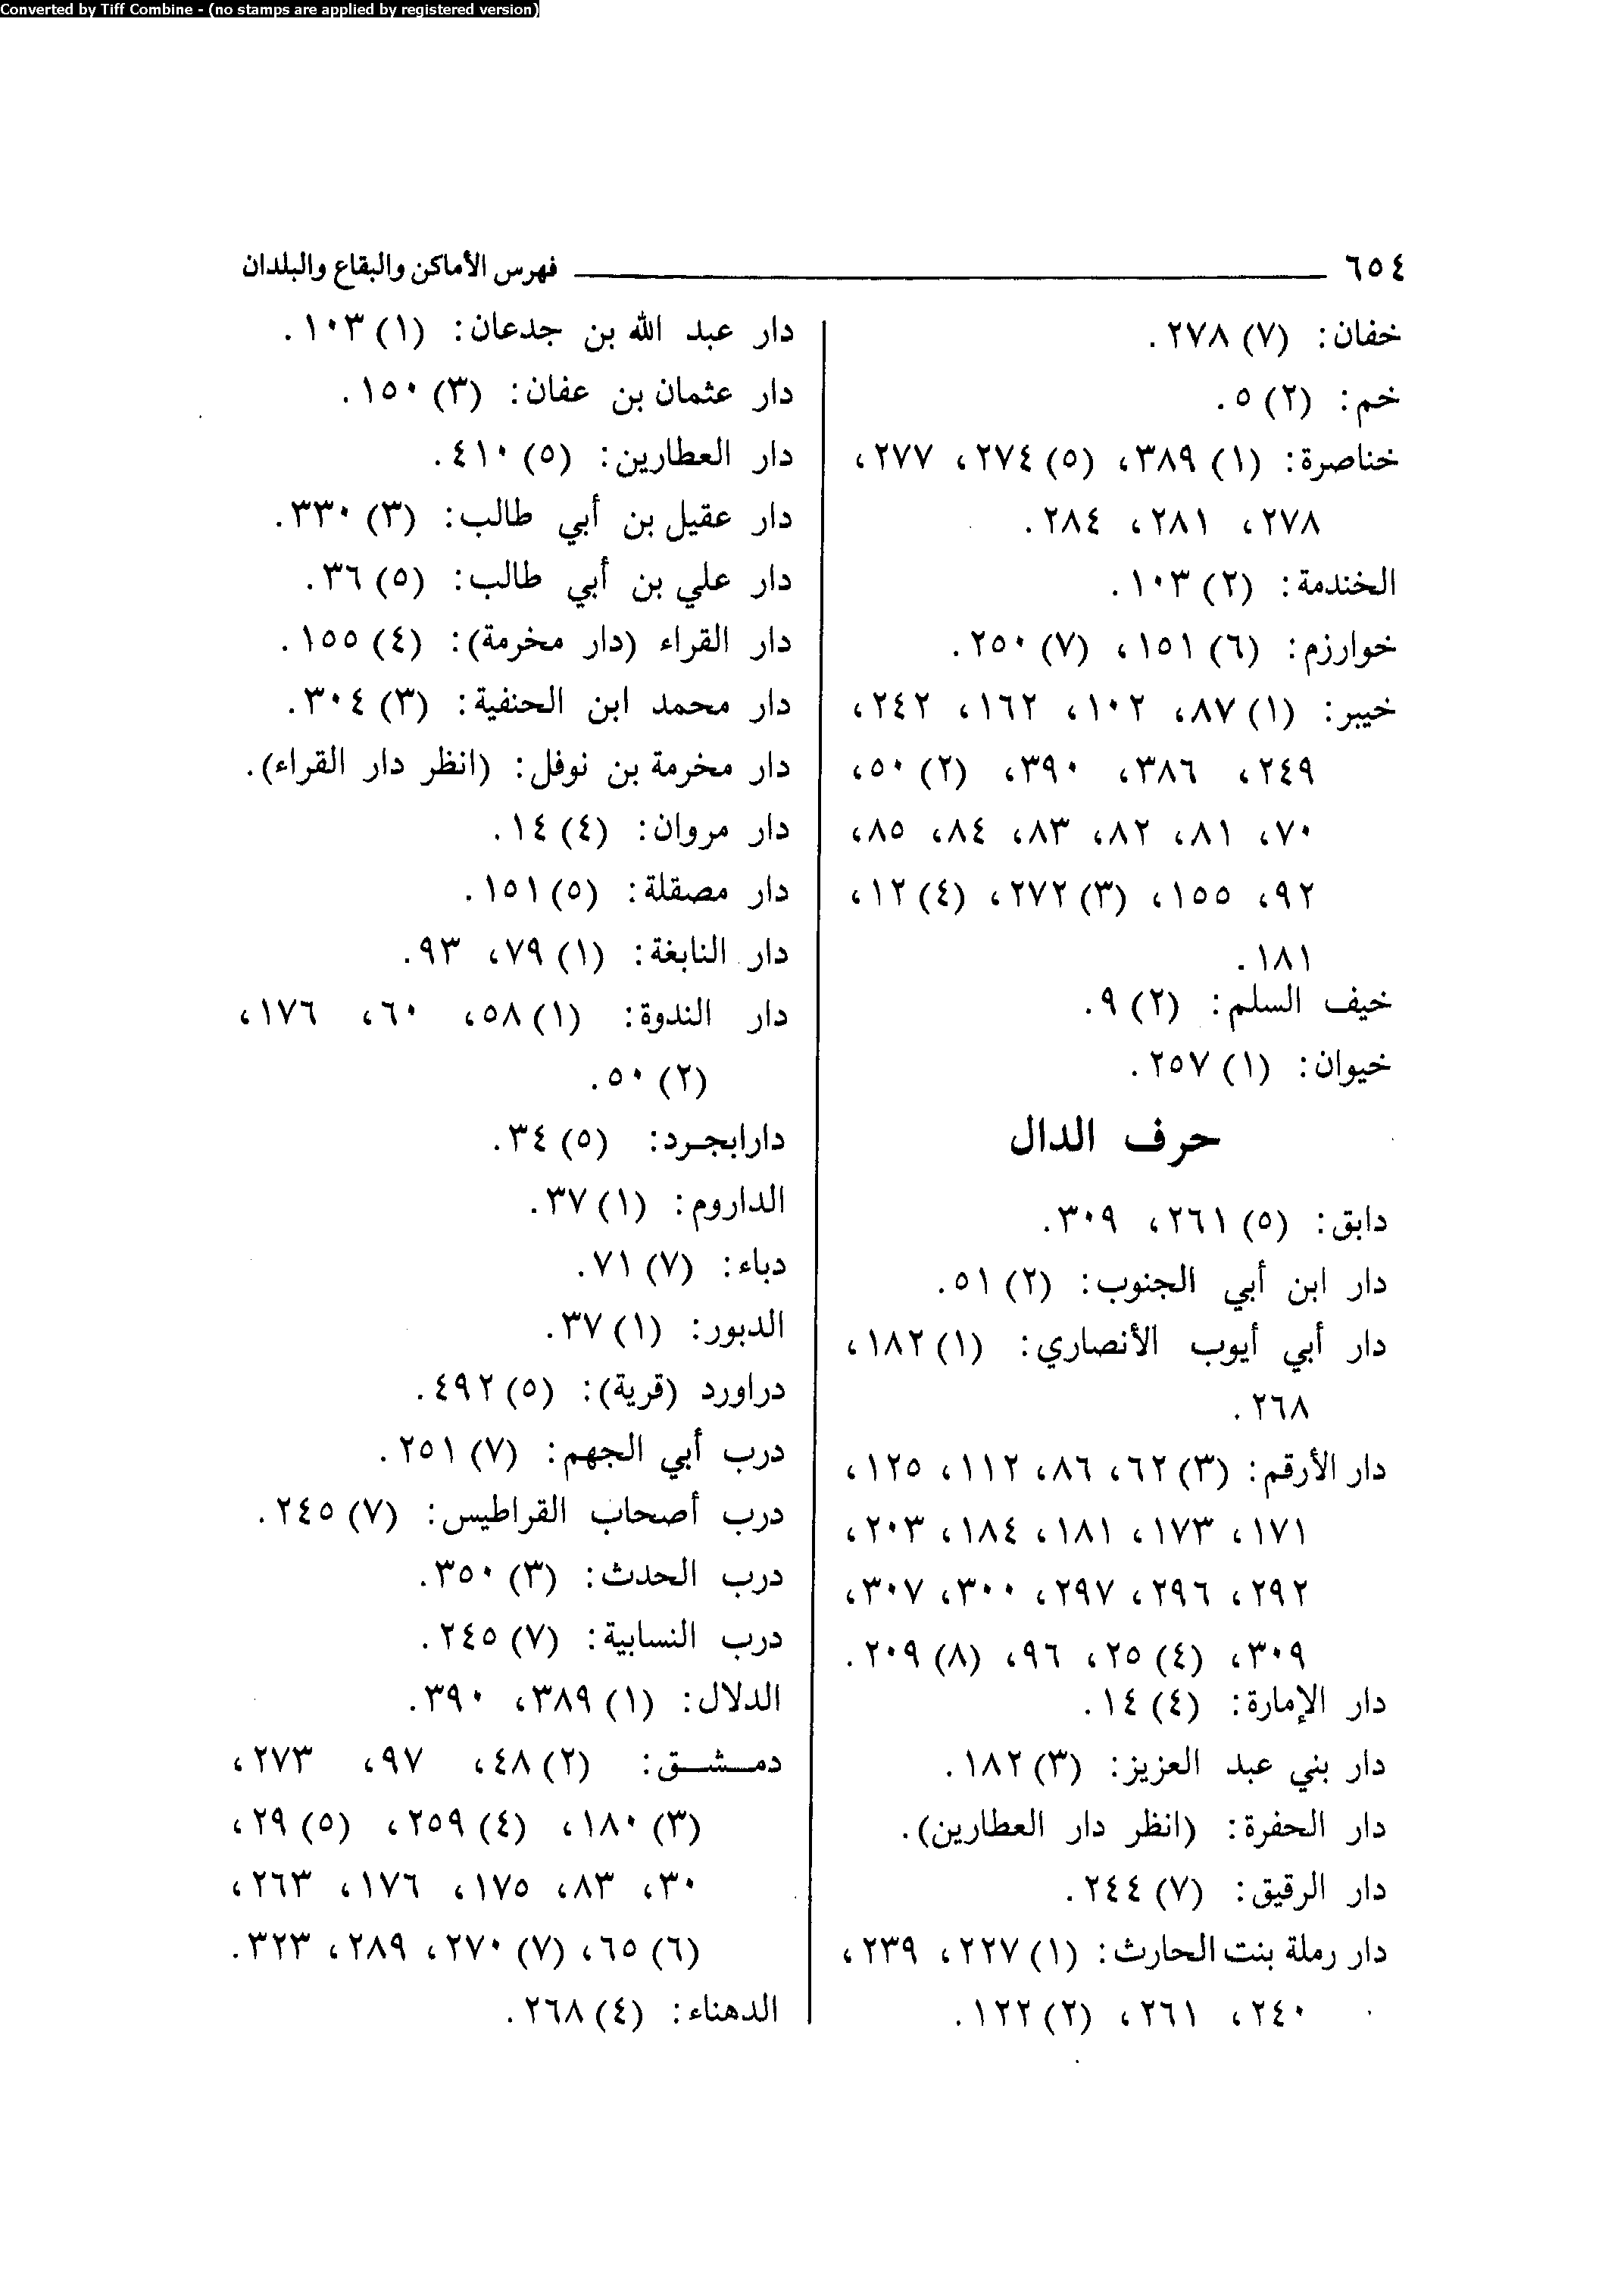 Converted by Tiff Combine - (no stamps are applied by registered version)
٦٥٤ فهرس الأماكن والبقاع والبلدان
خفان: (٧) ٢٧٨.
خم: (٢) ٥.
خناصرة: (١) ٣٨٩، (٥) ٢٧٤، ٢٧٧،
٢٧٨، ٢٨١، ٢٨٤.
الخندمة: (٢) ١٠٣.
خوارزم: (٦) ١٥١، (٧) ٢٥٠.
خيبر: (١) ٨٧، ١٠٢، ١٦٢، ٢٤٢،
٢٤٩، ٣٨٦، ٣٩٠، (٢) ٥٠،
٧٠، ٨١، ٨٢، ٨٣، ٨٤، ٨٥،
٩٢، ١٥٥، (٣) ٢٧٢، (٤) ١٢،
١٨١.
خيف السلم: (٢) ٩.
خيوان: (١) ٢٥٧.
حرف الدال
دابق: (٥) ٢٦١، ٣٠٩.
دار ابن أبي الجنوب: (٢) ٥١.
دار أبي أيوب الأنصاري: (١) ١٨٢،
٢٦٨.
دار الأرقم: (٣) ٦٢، ٨٦، ١١٢، ١٢٥،
١٧١، ١٧٣، ١٨١، ١٨٤، ٢٠٣،
٢٩٢، ٢٩٦، ٢٩٧، ٣٠٠، ٣٠٧،
٣٠٩، (٤) ٢٥، ٩٦، (٨) ٢٠٩.
دار الإمارة: (٤) ١٤.
دار بني عبد العزيز: (٣) ١٨٢.
دار الحفرة: (انظر دار العطارين).
دار الرقيق: (٧) ٢٤٤.
دار رملة بنت الحارث: (١) ٢٢٧، ٢٣٩،
٢٤٠، ٢٦١، (٢) ١٢٢.
دار عبد الله بن جدعان: (١) ١٠٣.
دار عثمان بن عفان: (٣) ١٥٠.
دار العطارين: (٥) ٤١٠.
دار عقيل بن أبي طالب: (٣) ٣٣٠.
دار علي بن أبي طالب: (٥) ٣٦.
دار القراء (دار مخرمة): (٤) ١٥٥.
دار محمد ابن الحنفية: (٣) ٣٠٤.
دار مخرمة بن نوفل: (انظر دار القراء).
دار مروان: (٤) ١٤.
دار مصقلة: (٥) ١٥١.
دار النابغة: (١) ٧٩، ٩٣.
دار الندوة: (١) ٥٨، ٦٠، ١٧٦،
(٢) ٥٠.
دارابجرد: (٥) ٣٤.
الداروم: (١) ٣٧.
دباء: (٧) ٧١.
الدبور: (١) ٣٧.
دراورد (قرية): (٥) ٤٩٢.
درب أبي الجهم: (٧) ٢٥١.
درب أصحاب القراطيس: (٧) ٢٤٥.
درب الحدث: (٣) ٣٥٠.
درب النسابية: (٧) ٢٤٥.
الدلال: (١) ٣٨٩، ٣٩٠.
دمـشـق: (٢) ٤٨، ٩٧، ٢٧٣،
(٣) ١٨٠، (٤) ٢٥٩، (٥) ٢٩،
٣٠، ٨٣، ١٧٥، ١٧٦، ٢٦٣،
(٦) ٦٥، (٧) ٢٧٠، ٢٨٩، ٣٢٣.
الدهناء: (٤) ٢٦٨.